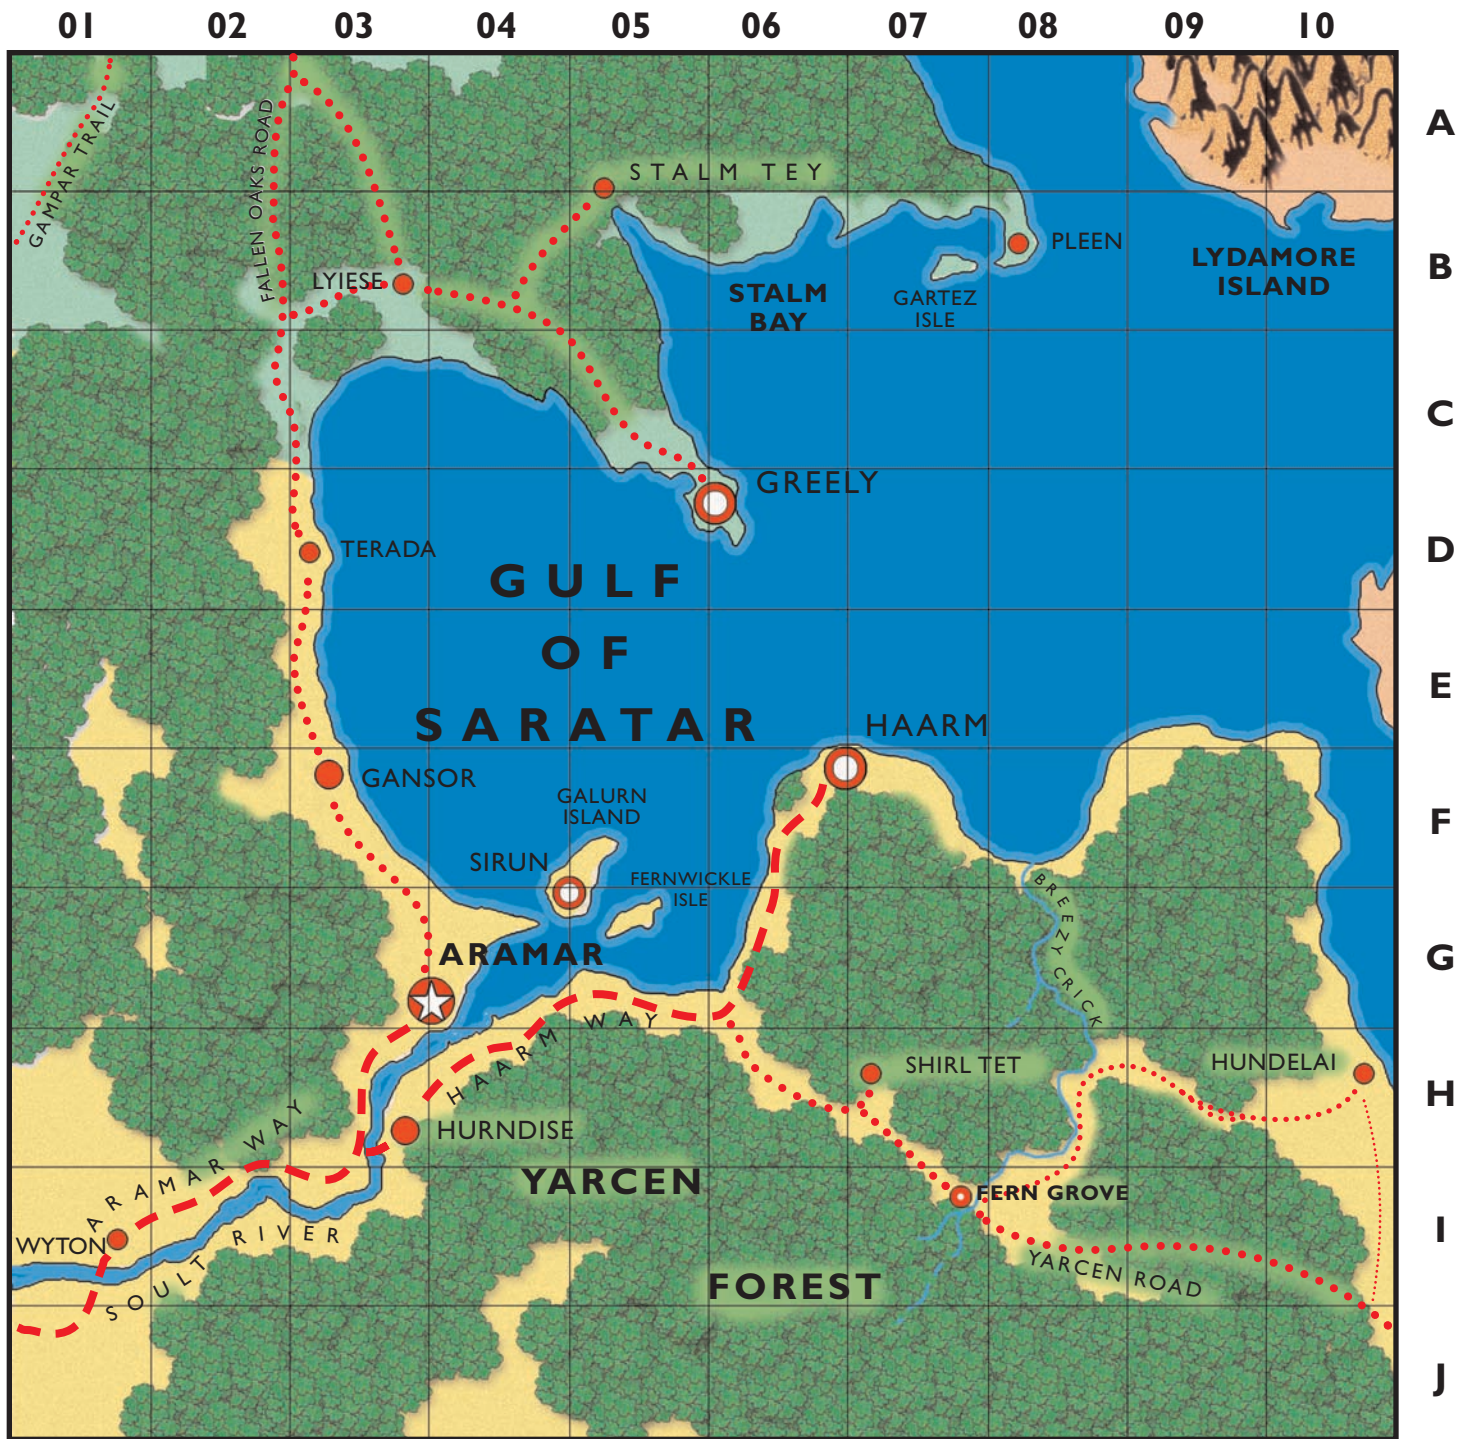 01 02 03 04 05 06 07 08 09 10
A
GAMPAR TRAIL
FALLEN OAKS ROAD
STALM TEY
PLEEN
LYDAMORE
ISLAND
B
LYIESE
STALM
BAY
GARTEZ
ISLE
C
GREELY
D
TERADA
GULF
OF
SARATAR
E
HAARM
GANSOR
GALURN
ISLAND
F
SIRUN
FERNWICKLE
ISLE
BREEZY CRICK
ARAMAR
G
HAARM WAY
SHIRL TET
HUNDELAI
H
HURNDISE
ARAMAR WAY
YARCEN
FERN GROVE
WYTON
SOULT RIVER
I
YARCEN ROAD
FOREST
J